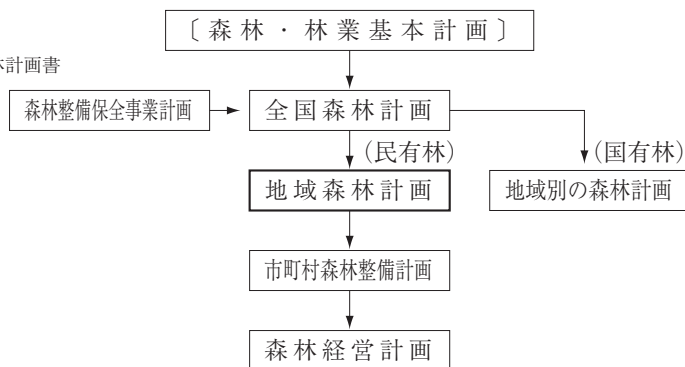 〔森林・林業基本計画〕
本計画書
森林整備保全事業計画
全国森林計画
(民有林)
(国有林)
地域森林計画
地域別の森林計画
市町村森林整備計画
森林経営計画